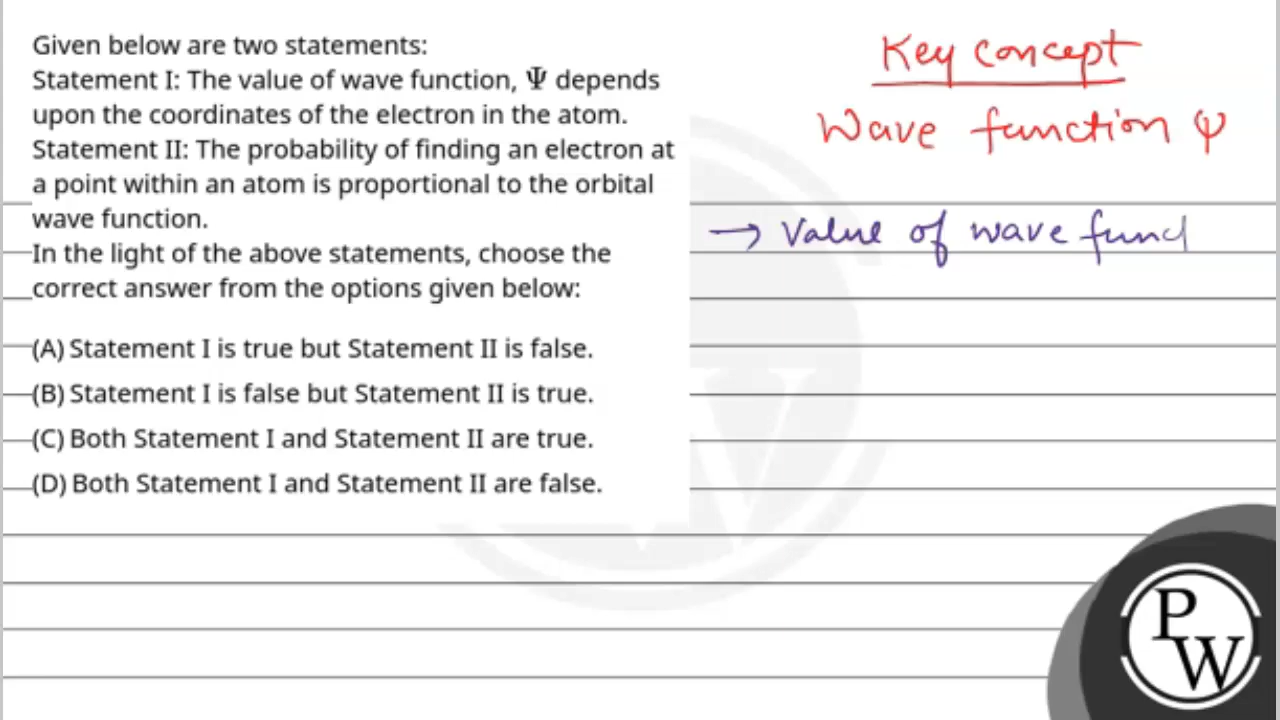 Given below are two statements:
Statement I: The value of wave function, Ψ depends
upon the coordinates of the electron in the atom.
Statement II: The probability of finding an electron at
a point within an atom is proportional to the orbital
wave function.
In the light of the above statements, choose the
correct answer from the options given below:
(A) Statement I is true but Statement II is false.
(B) Statement I is false but Statement II is true.
(C) Both Statement I and Statement II are true.
(D) Both Statement I and Statement II are false.
Key concept
Wave function Ψ
→ Value of wave func
P
W